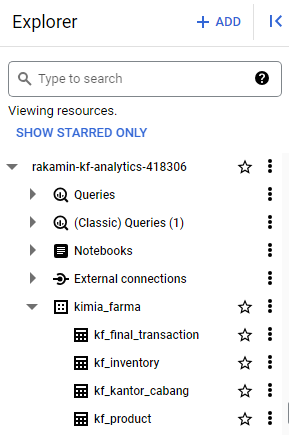 Explorer
+ ADD
Type to search
Viewing resources.
SHOW STARRED ONLY
rakamin-kf-analytics-418306
Queries
(Classic) Queries (1)
Notebooks
External connections
kimia_farma
kf_final_transaction
kf_inventory
kf_kantor_cabang
kf_product